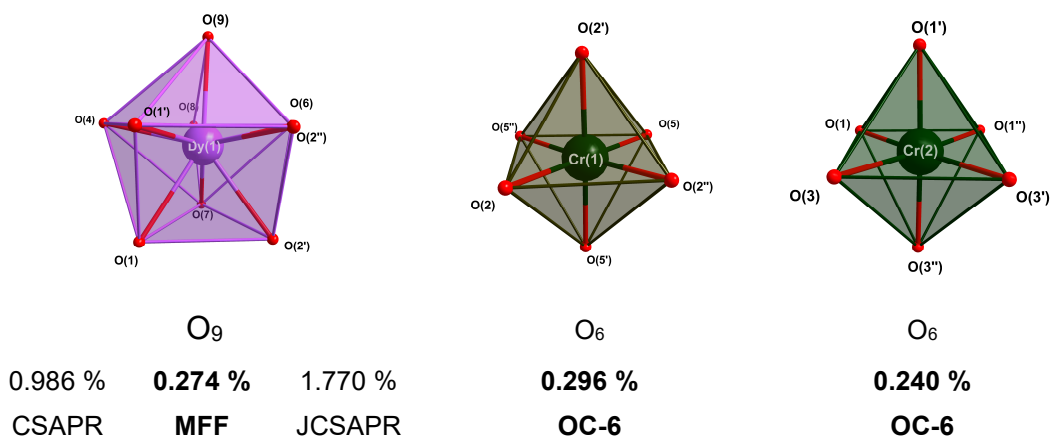 O(9)
O(4)
O(1')
O(8)
O(6)
O(2'')
Dy(1)
O(7)
O(1)
O(2')
O(2')
O(5'')
O(5)
Cr(1)
O(2)
O(2'')
O(5')
O(1')
O(1)
O(1'')
Cr(2)
O(3)
O(3')
O(3'')
O9 O6 O6
0.986 % 0.274 % 1.770 % 0.296 % 0.240 %
CSAPR MFF JCSAPR OC-6 OC-6